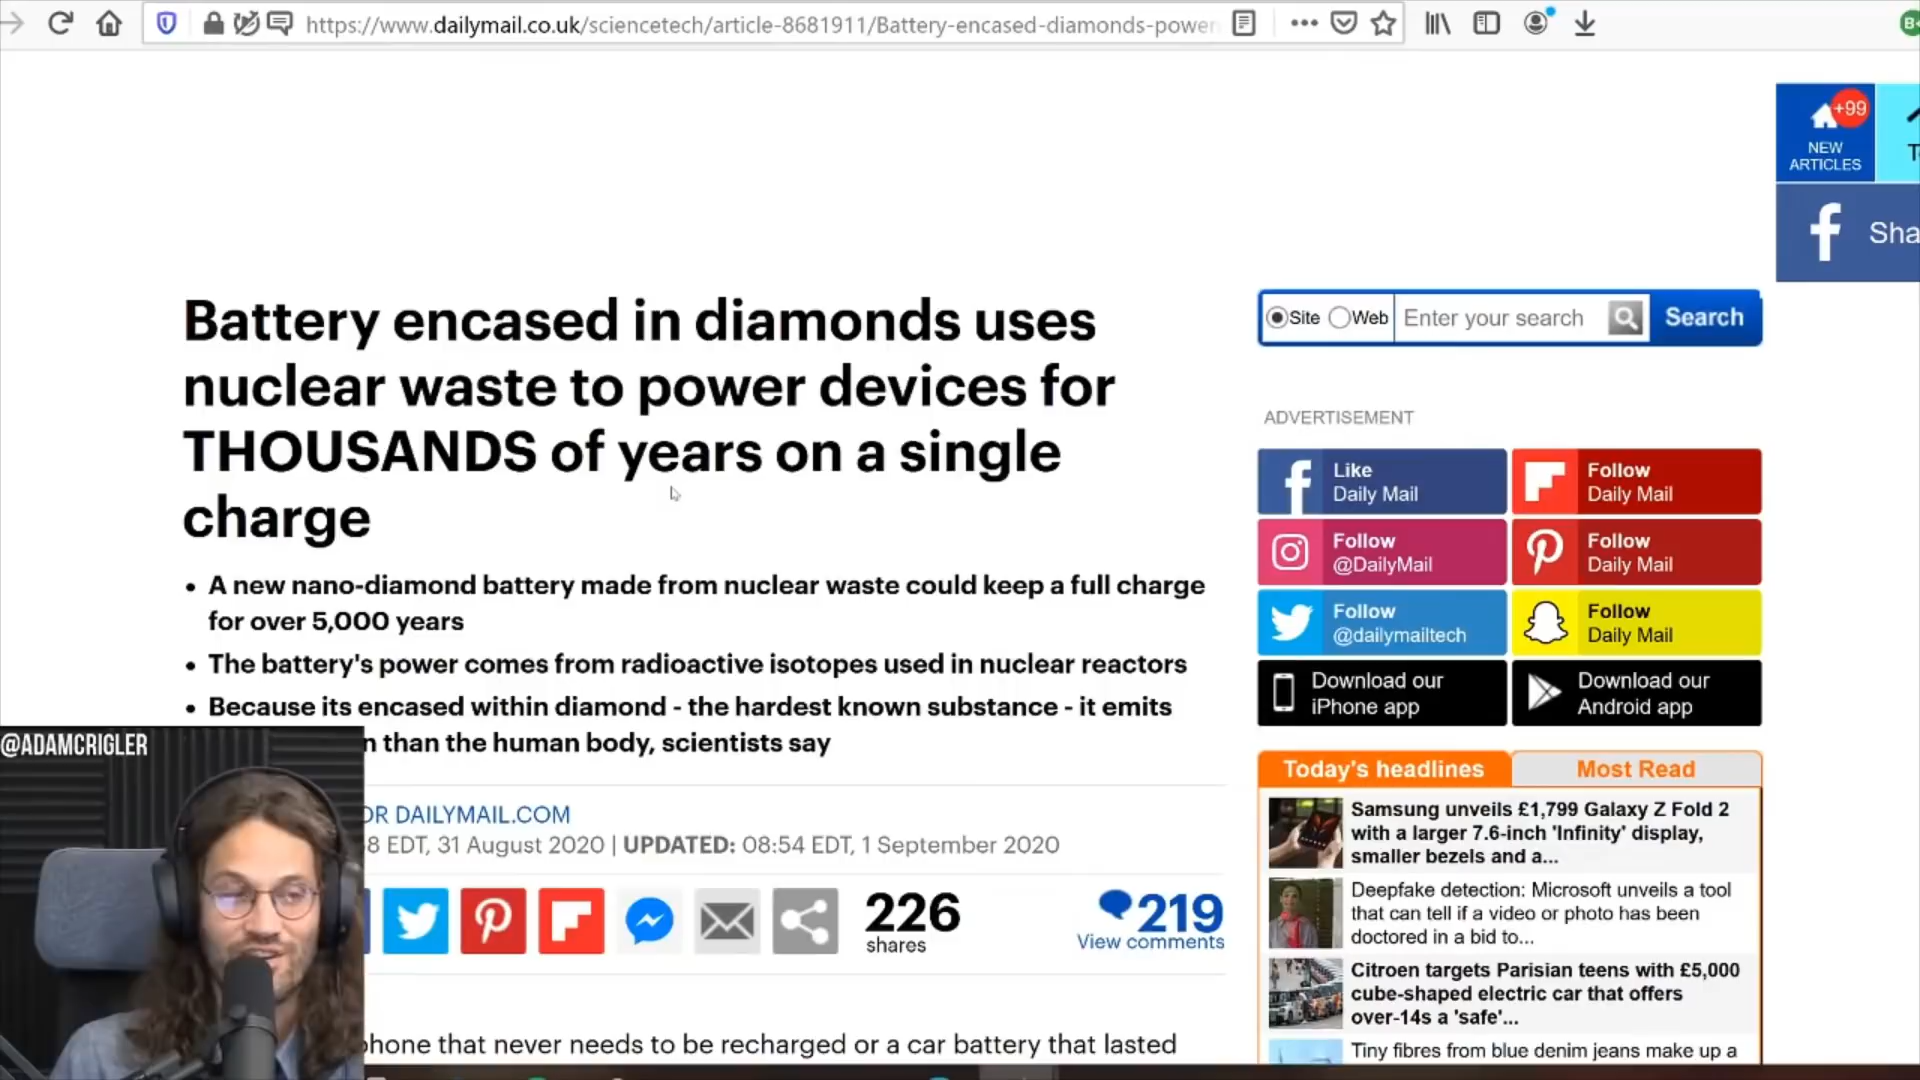 https://www.dailymail.co.uk/sciencetech/article-8681911/Battery-encased-diamonds-power
+99
NEW
ARTICLES
Sha
Battery encased in diamonds uses
nuclear waste to power devices for
THOUSANDS of years on a single
charge
Site Web Enter your search Search
ADVERTISEMENT
Like
Daily Mail
Follow
Daily Mail
Follow
@DailyMail
Follow
Daily Mail
Follow
@dailymailtech
Follow
Daily Mail
Download our
iPhone app
Download our
Android app
• A new nano-diamond battery made from nuclear waste could keep a full charge
for over 5,000 years
• The battery's power comes from radioactive isotopes used in nuclear reactors
• Because its encased within diamond - the hardest known substance - it emits
than the human body, scientists say
@ADAMCRIGLER
DAILYMAIL.COM
8 EDT, 31 August 2020 | UPDATED: 08:54 EDT, 1 September 2020
226
shares
219
View comments
phone that never needs to be recharged or a car battery that lasted
Today's headlines Most Read
Samsung unveils £1,799 Galaxy Z Fold 2
with a larger 7.6-inch 'Infinity' display,
smaller bezels and a...
Deepfake detection: Microsoft unveils a tool
that can tell if a video or photo has been
doctored in a bid to...
Citroen targets Parisian teens with £5,000
cube-shaped electric car that offers
over-14s a 'safe'...
Tiny fibres from blue denim jeans make up a